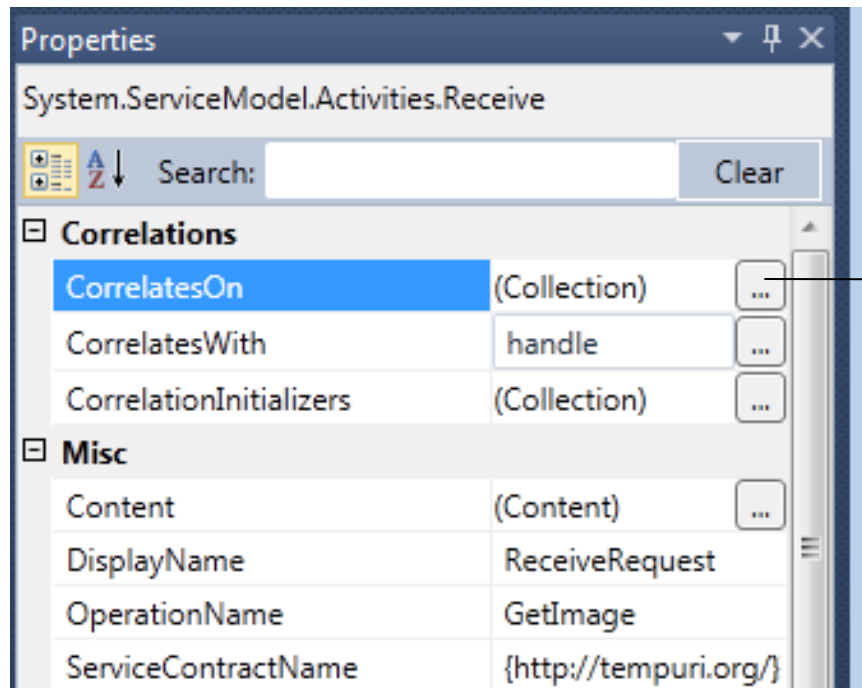 Properties
System.ServiceModel.Activities.Receive
A Z Search: Clear
Correlations
CorrelatesOn (Collection) ...
CorrelatesWith handle ...
CorrelationInitializers (Collection) ...
Misc
Content (Content) ...
DisplayName ReceiveRequest
OperationName GetImage
ServiceContractName {http://tempuri.org/}